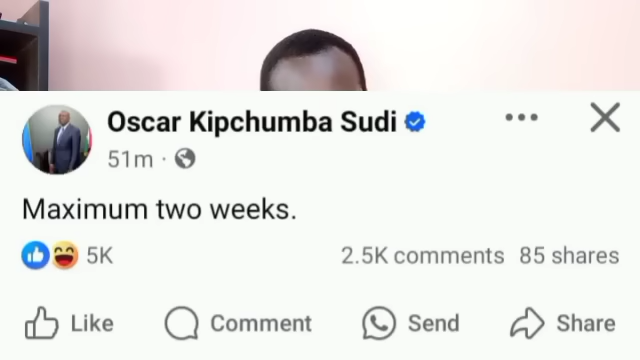 Oscar Kipchumba Sudi
51m ·
Maximum two weeks.
5K 2.5K comments 85 shares
Like Comment Send Share